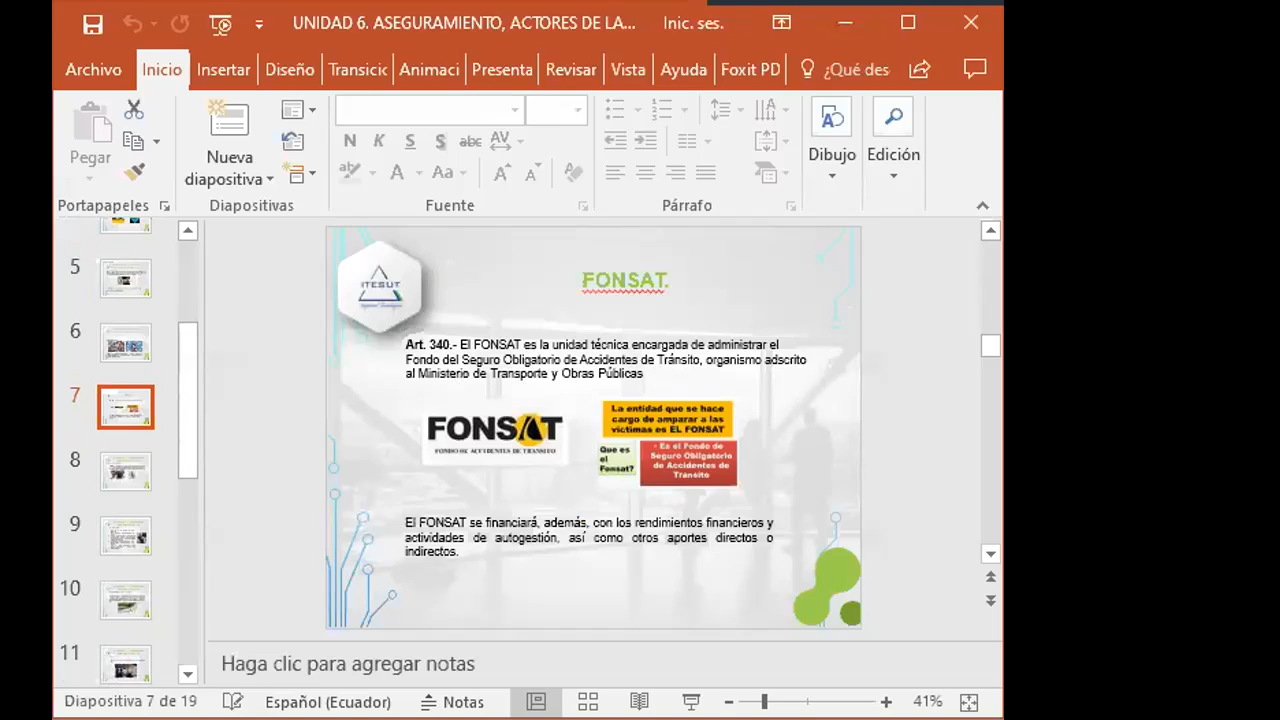 UNIDAD 6. ASEGURAMIENTO, ACTORES DE LA... Inic. ses.
Archivo Inicio Insertar Diseño Transicic Animaci Presenta Revisar Vista Ayuda Foxit PD ¿Qué des
Pegar
Nueva
diapositiva
N K S S abc AV
A Aa A A
Dibujo
Edición
Portapapeles Diapositivas Fuente Párrafo
5
6
7
8
9
10
11
ITESUT
FONSAT.
Art. 340.- El FONSAT es la unidad técnica encargada de administrar el
Fondo del Seguro Obligatorio de Accidentes de Tránsito, organismo adscrito
al Ministerio de Transporte y Obras Públicas
FONSAT
FONDO DE ACCIDENTES DE TRANSITO
La entidad que se hace
cargo de amparar a las
víctimas es EL FONSAT
Que es
el
Fonsat?
• Es el Fondo de
Seguro Obligatorio
de Accidentes de
Tránsito
El FONSAT se financiará, además, con los rendimientos financieros y
actividades de autogestión, así como otros aportes directos o
indirectos.
Haga clic para agregar notas
Diapositiva 7 de 19 Español (Ecuador) Notas 41%